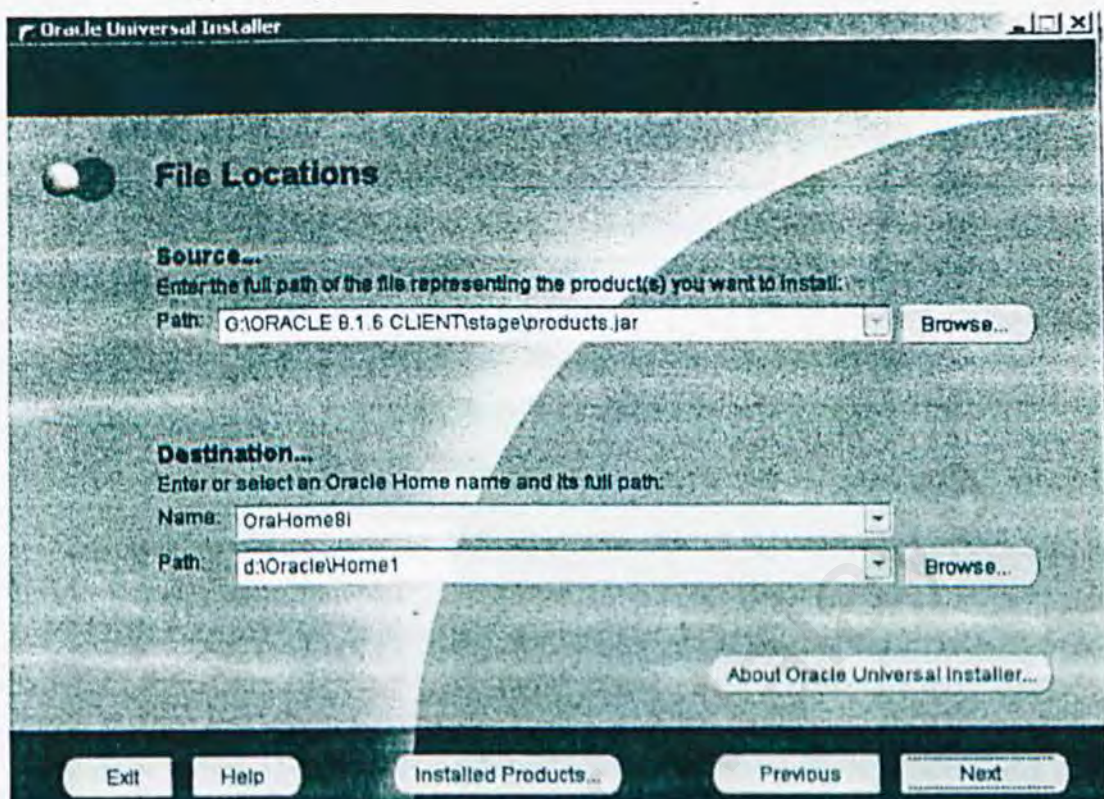 Oracle Universal Installer
File Locations
Source...
Enter the full path of the file representing the product(s) you want to install:
Path: G:\ORACLE 8.1.6 CLIENT\stage\products.jar Browse...
Destination...
Enter or select an Oracle Home name and its full path:
Name: OraHome8i
Path: d:\Oracle\Home1 Browse...
About Oracle Universal Installer...
Exit Help Installed Products... Previous Next